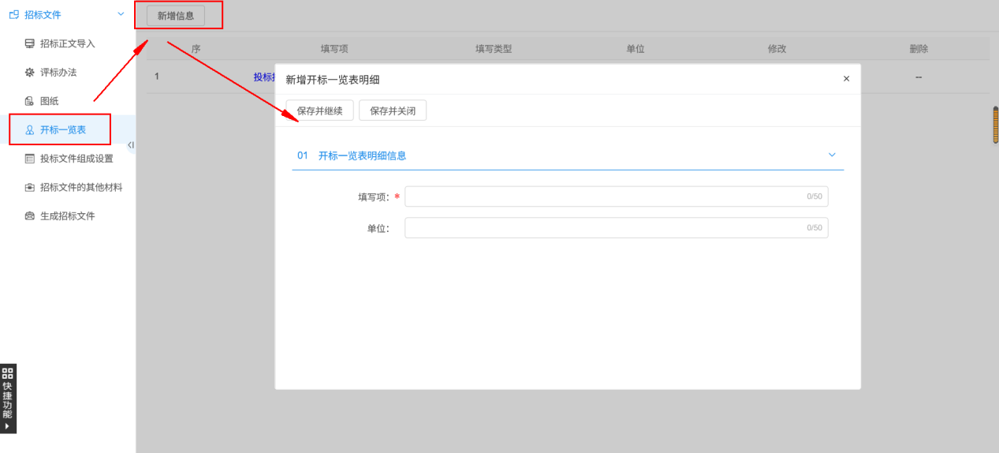 招标文件
招标正文导入
评标办法
图纸
开标一览表
投标文件组成设置
招标文件的其他材料
生成招标文件
快捷功能
新增信息
序 填写项 填写类型 单位 修改 删除
1 投标 --
新增开标一览表明细 ×
保存并继续 保存并关闭
01 开标一览表明细信息
填写项：* 0/50
单位： 0/50